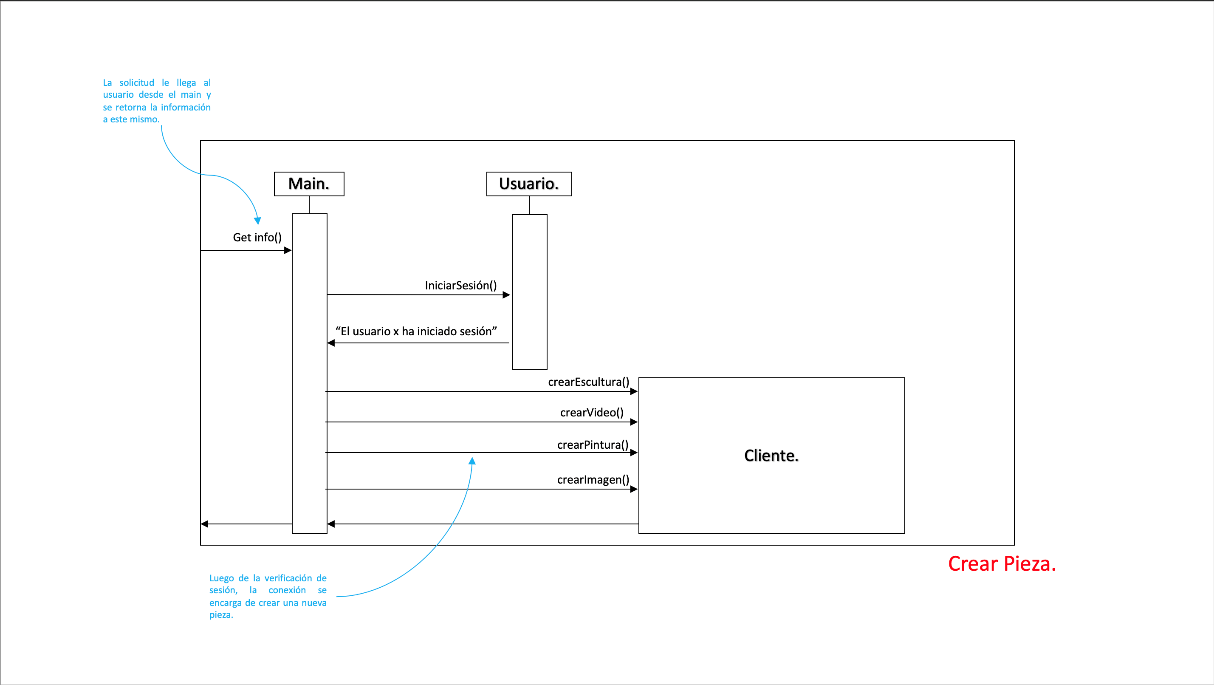 La solicitud le llega al
usuario desde el main y
se retorna la información
a este mismo.
Main.
Usuario.
Get info()
IniciarSesión()
“El usuario x ha iniciado sesión”
crearEscultura()
crearVideo()
crearPintura()
crearImagen()
Cliente.
Crear Pieza.
Luego de la verificación de
sesión, la conexión se
encarga de crear una nueva
pieza.